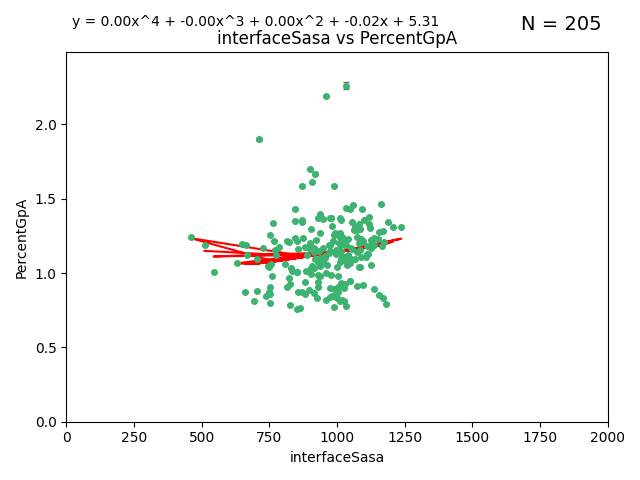 y = 0.00x^4 + -0.00x^3 + 0.00x^2 + -0.02x + 5.31
N = 205
interfaceSasa vs PercentGpA
PercentGpA
2.0
1.5
1.0
0.5
0.0
0 250 500 750 1000 1250 1500 1750 2000
interfaceSasa